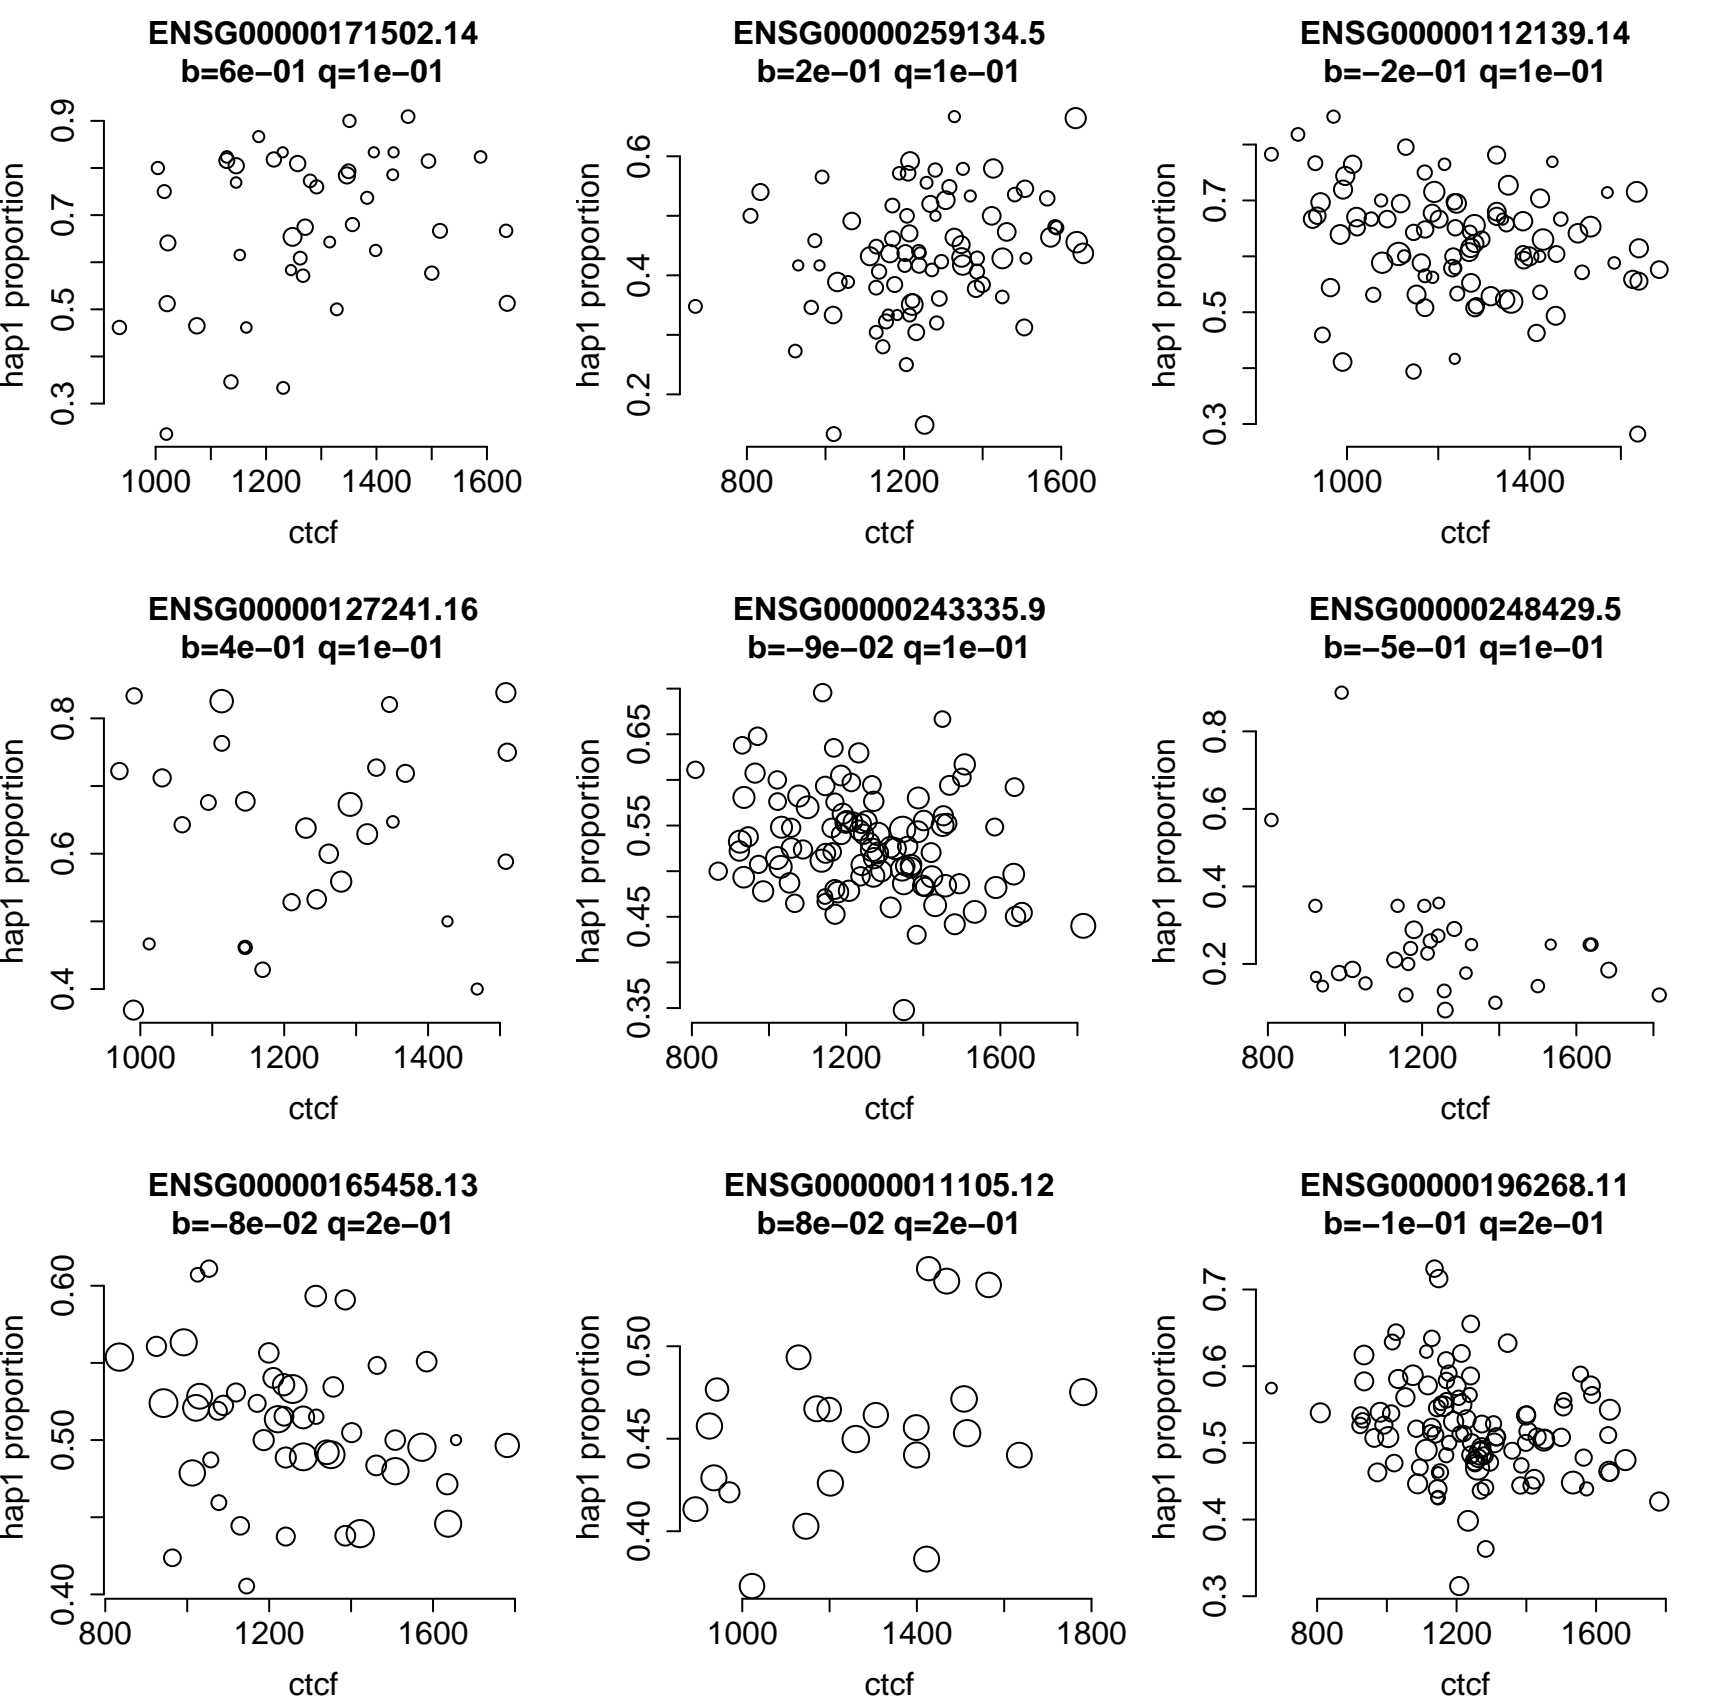 ENSG00000171502.14
b=6e−01 q=1e−01
hap1 proportion
0.3 0.5 0.7 0.9
1000 1200 1400 1600
ctcf
ENSG00000259134.5
b=2e−01 q=1e−01
hap1 proportion
0.2 0.4 0.6
800 1200 1600
ctcf
ENSG00000112139.14
b=−2e−01 q=1e−01
hap1 proportion
0.3 0.5 0.7
1000 1400
ctcf
ENSG00000127241.16
b=4e−01 q=1e−01
hap1 proportion
0.4 0.6 0.8
1000 1200 1400
ctcf
ENSG00000243335.9
b=−9e−02 q=1e−01
hap1 proportion
0.35 0.45 0.55 0.65
800 1200 1600
ctcf
ENSG00000248429.5
b=−5e−01 q=1e−01
hap1 proportion
0.2 0.4 0.6 0.8
800 1200 1600
ctcf
ENSG00000165458.13
b=−8e−02 q=2e−01
hap1 proportion
0.40 0.50 0.60
800 1200 1600
ctcf
ENSG00000011105.12
b=8e−02 q=2e−01
hap1 proportion
0.40 0.45 0.50
1000 1400 1800
ctcf
ENSG00000196268.11
b=−1e−01 q=2e−01
hap1 proportion
0.3 0.4 0.5 0.6 0.7
800 1200 1600
ctcf